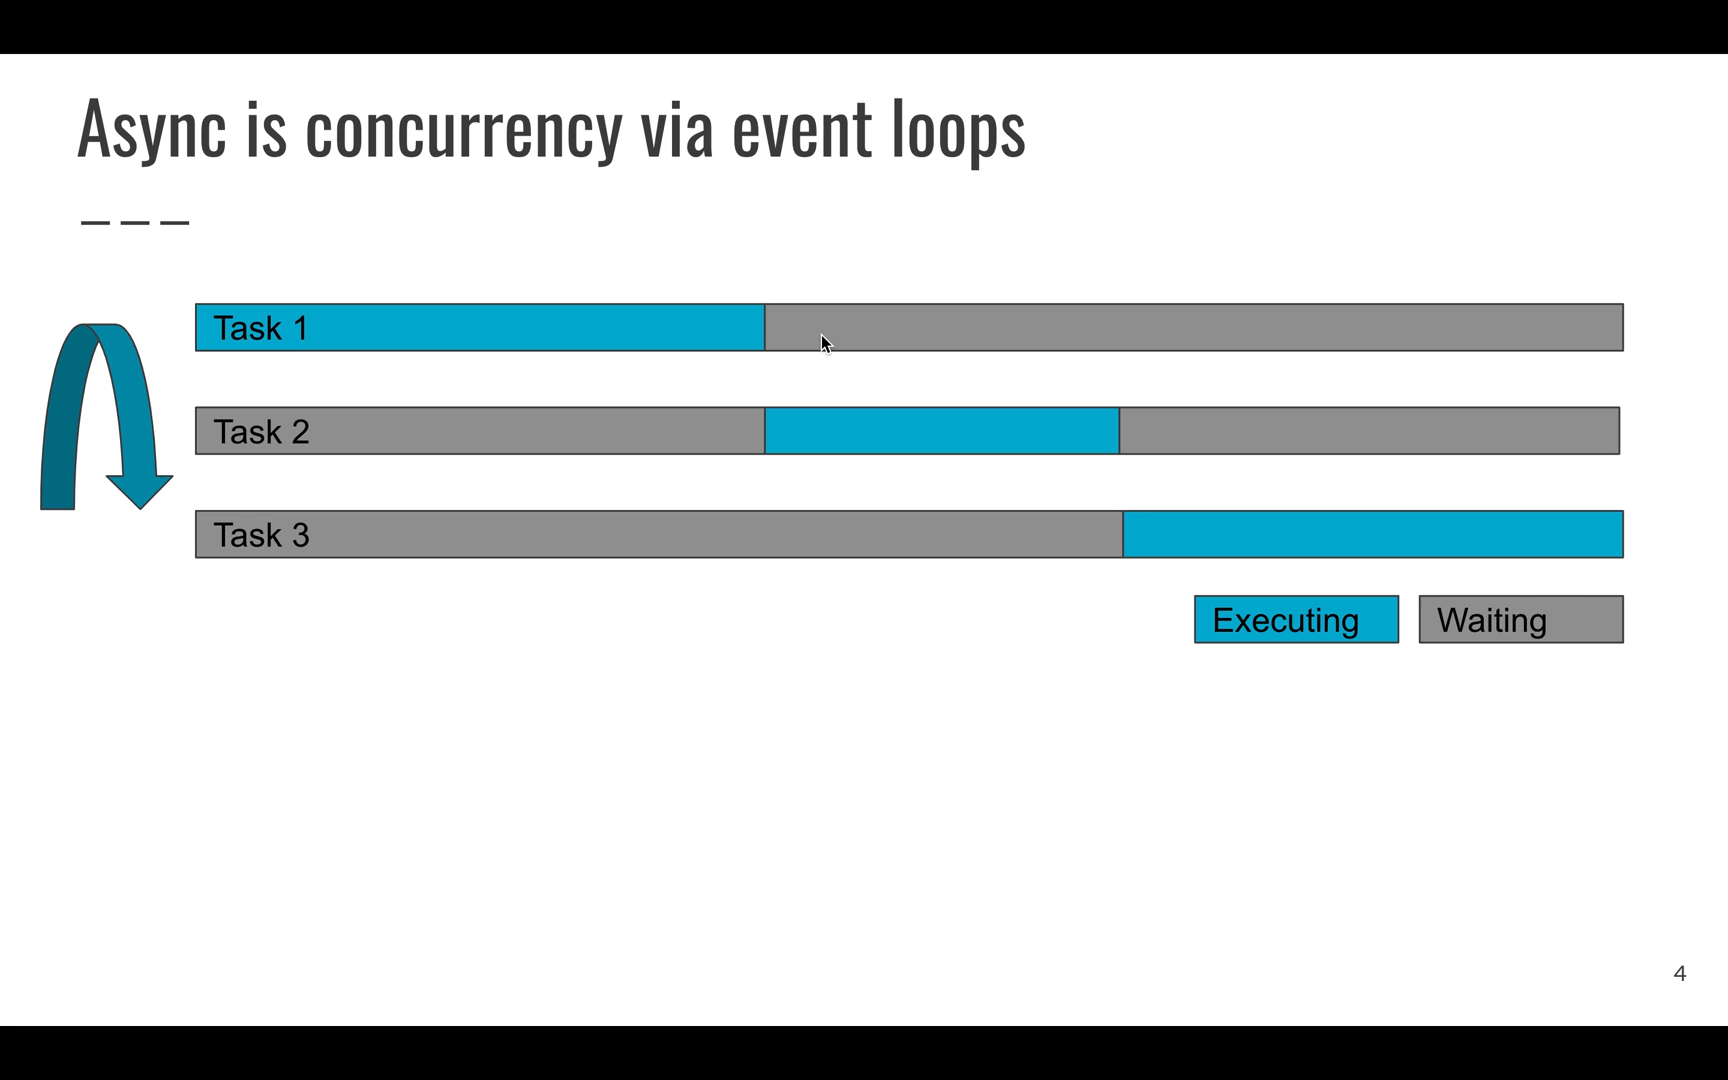 Async is concurrency via event loops
Task 1
Task 2
Task 3
Executing
Waiting
4